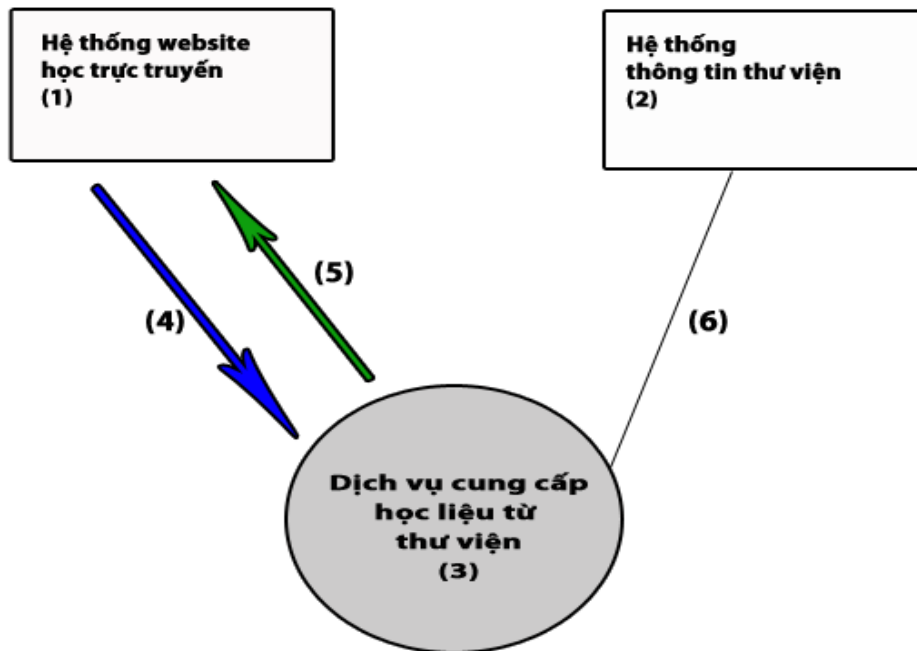 Hệ thống website
học trực truyến
(1)
Hệ thống
thông tin thư viện
(2)
(5)
(4)
(6)
Dịch vụ cung cấp
học liệu từ
thư viện
(3)